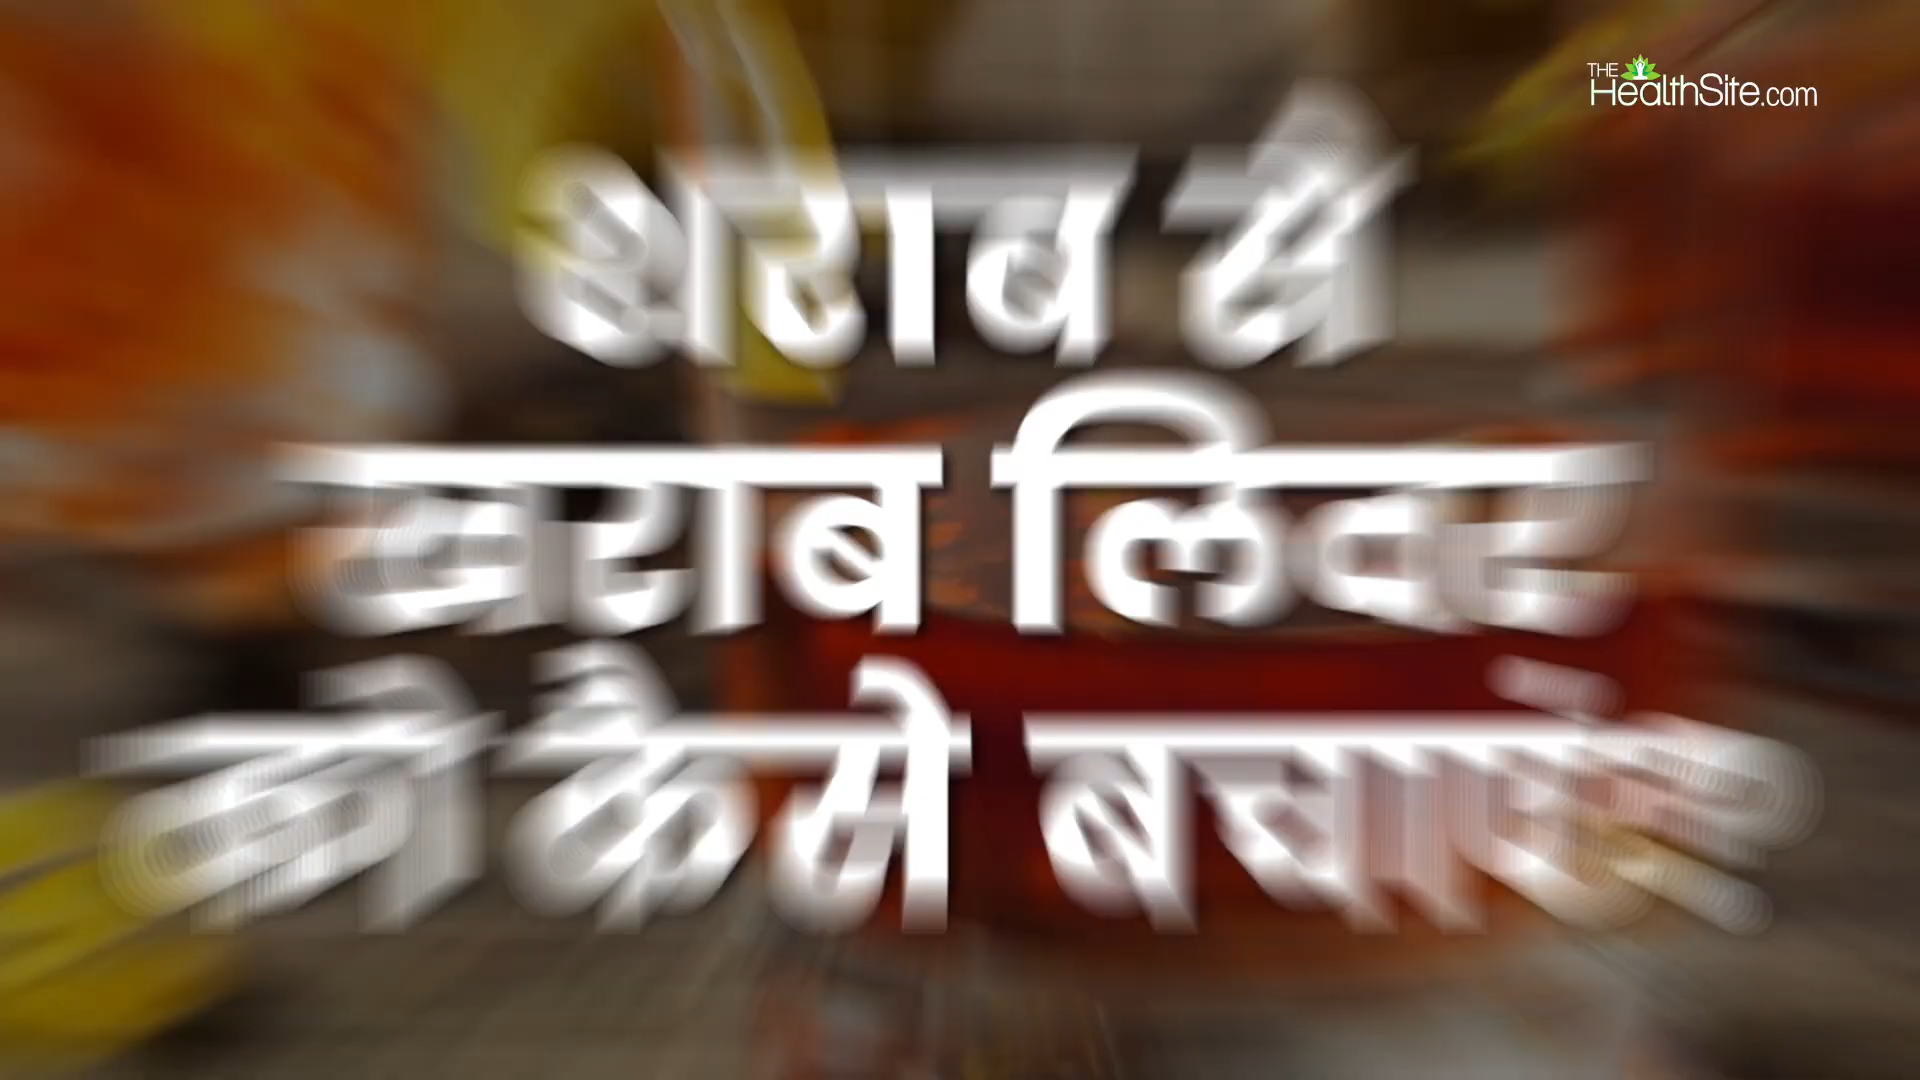 THE
HealthSite.com
शराब से
खराब लिवर
को कैसे बचाएं?